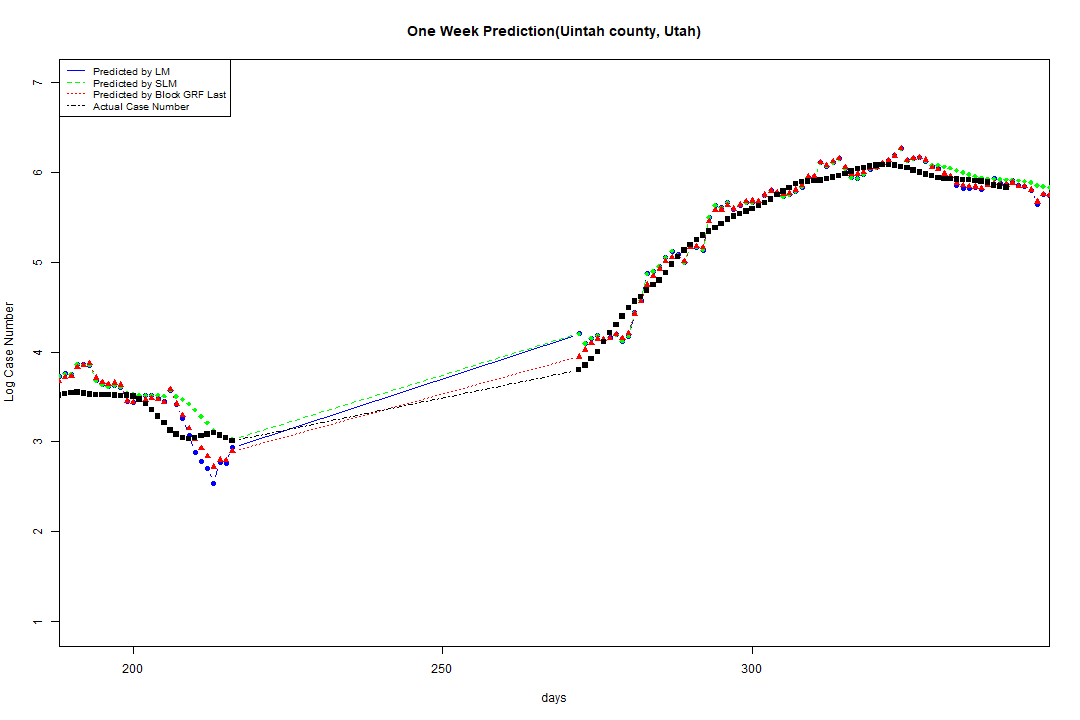 One Week Prediction(Uintah county, Utah)
Predicted by LM
Predicted by SLM
Predicted by Block GRF Last
Actual Case Number
7
6
5
4
3
2
1
Log Case Number
200
250
300
days